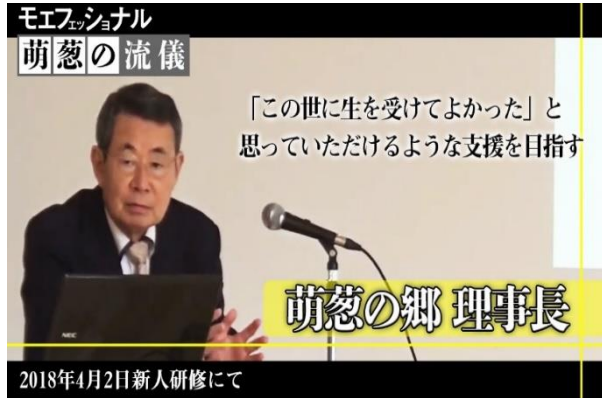 モエフェッショナル
萌葱の流儀
「この世に生を受けてよかった」と
思っていただけるような支援を目指す
NEC
萌葱の郷 理事長
2018年4月2日新人研修にて